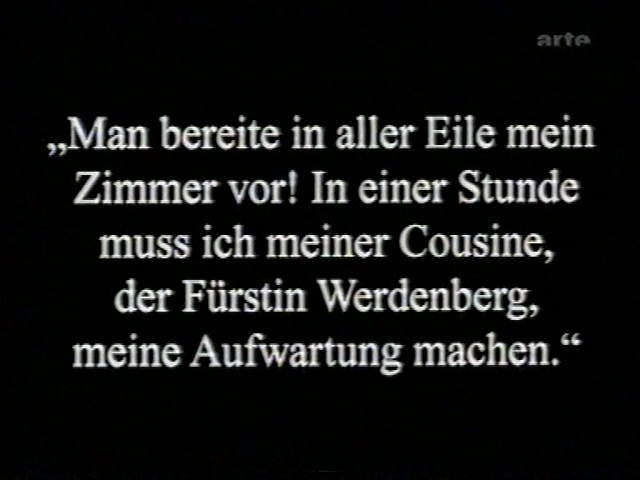 arte
„Man bereite in aller Eile mein
Zimmer vor! In einer Stunde
muss ich meiner Cousine,
der Fürstin Werdenberg,
meine Aufwartung machen.“